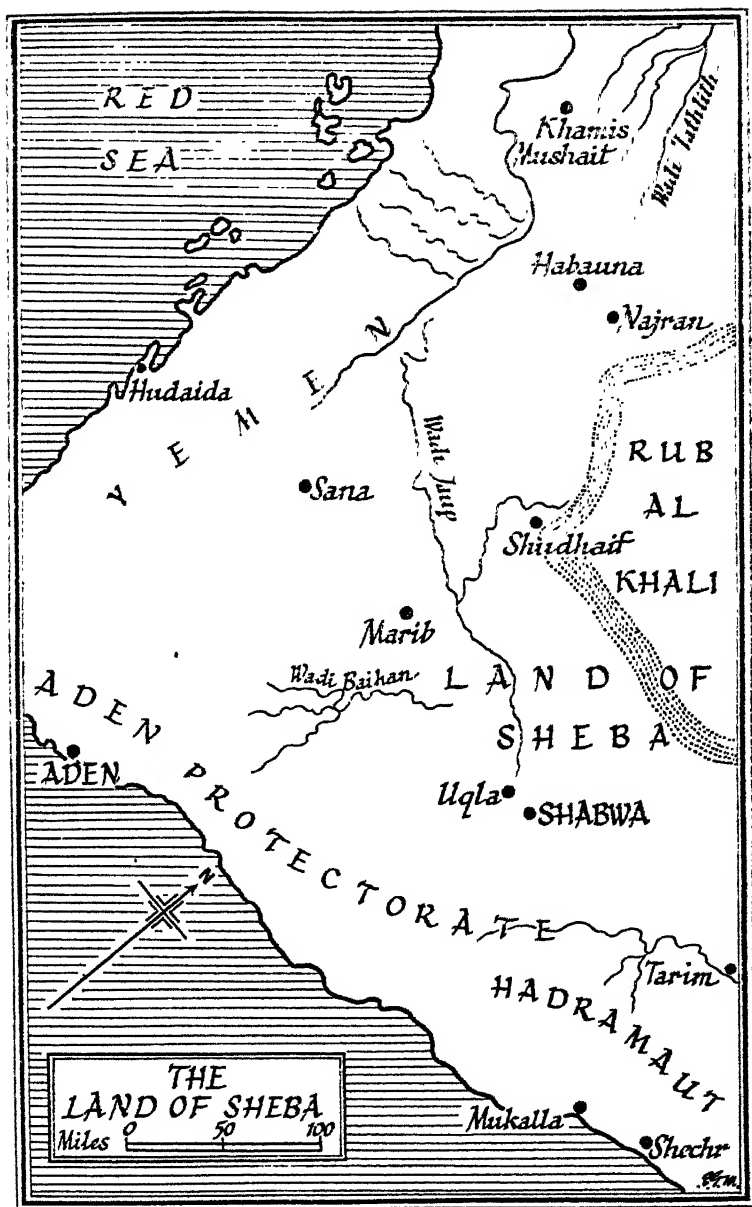 RED
SEA
Khamis
Mushait
Wadi Tathlith
Habauna
Najran
Hudaida
YEMEN
Wadi Jauf
RUB
AL
KHALI
Sana
Shudhaif
Marib
Wadi Baihan
LAND OF
SHEBA
ADEN PROTECTORATE
ADEN
Uqla
SHABWA
N
Tarim
HADRAMAUT
THE
LAND OF SHEBA
Miles 0 50 100
Mukalla
Shechr